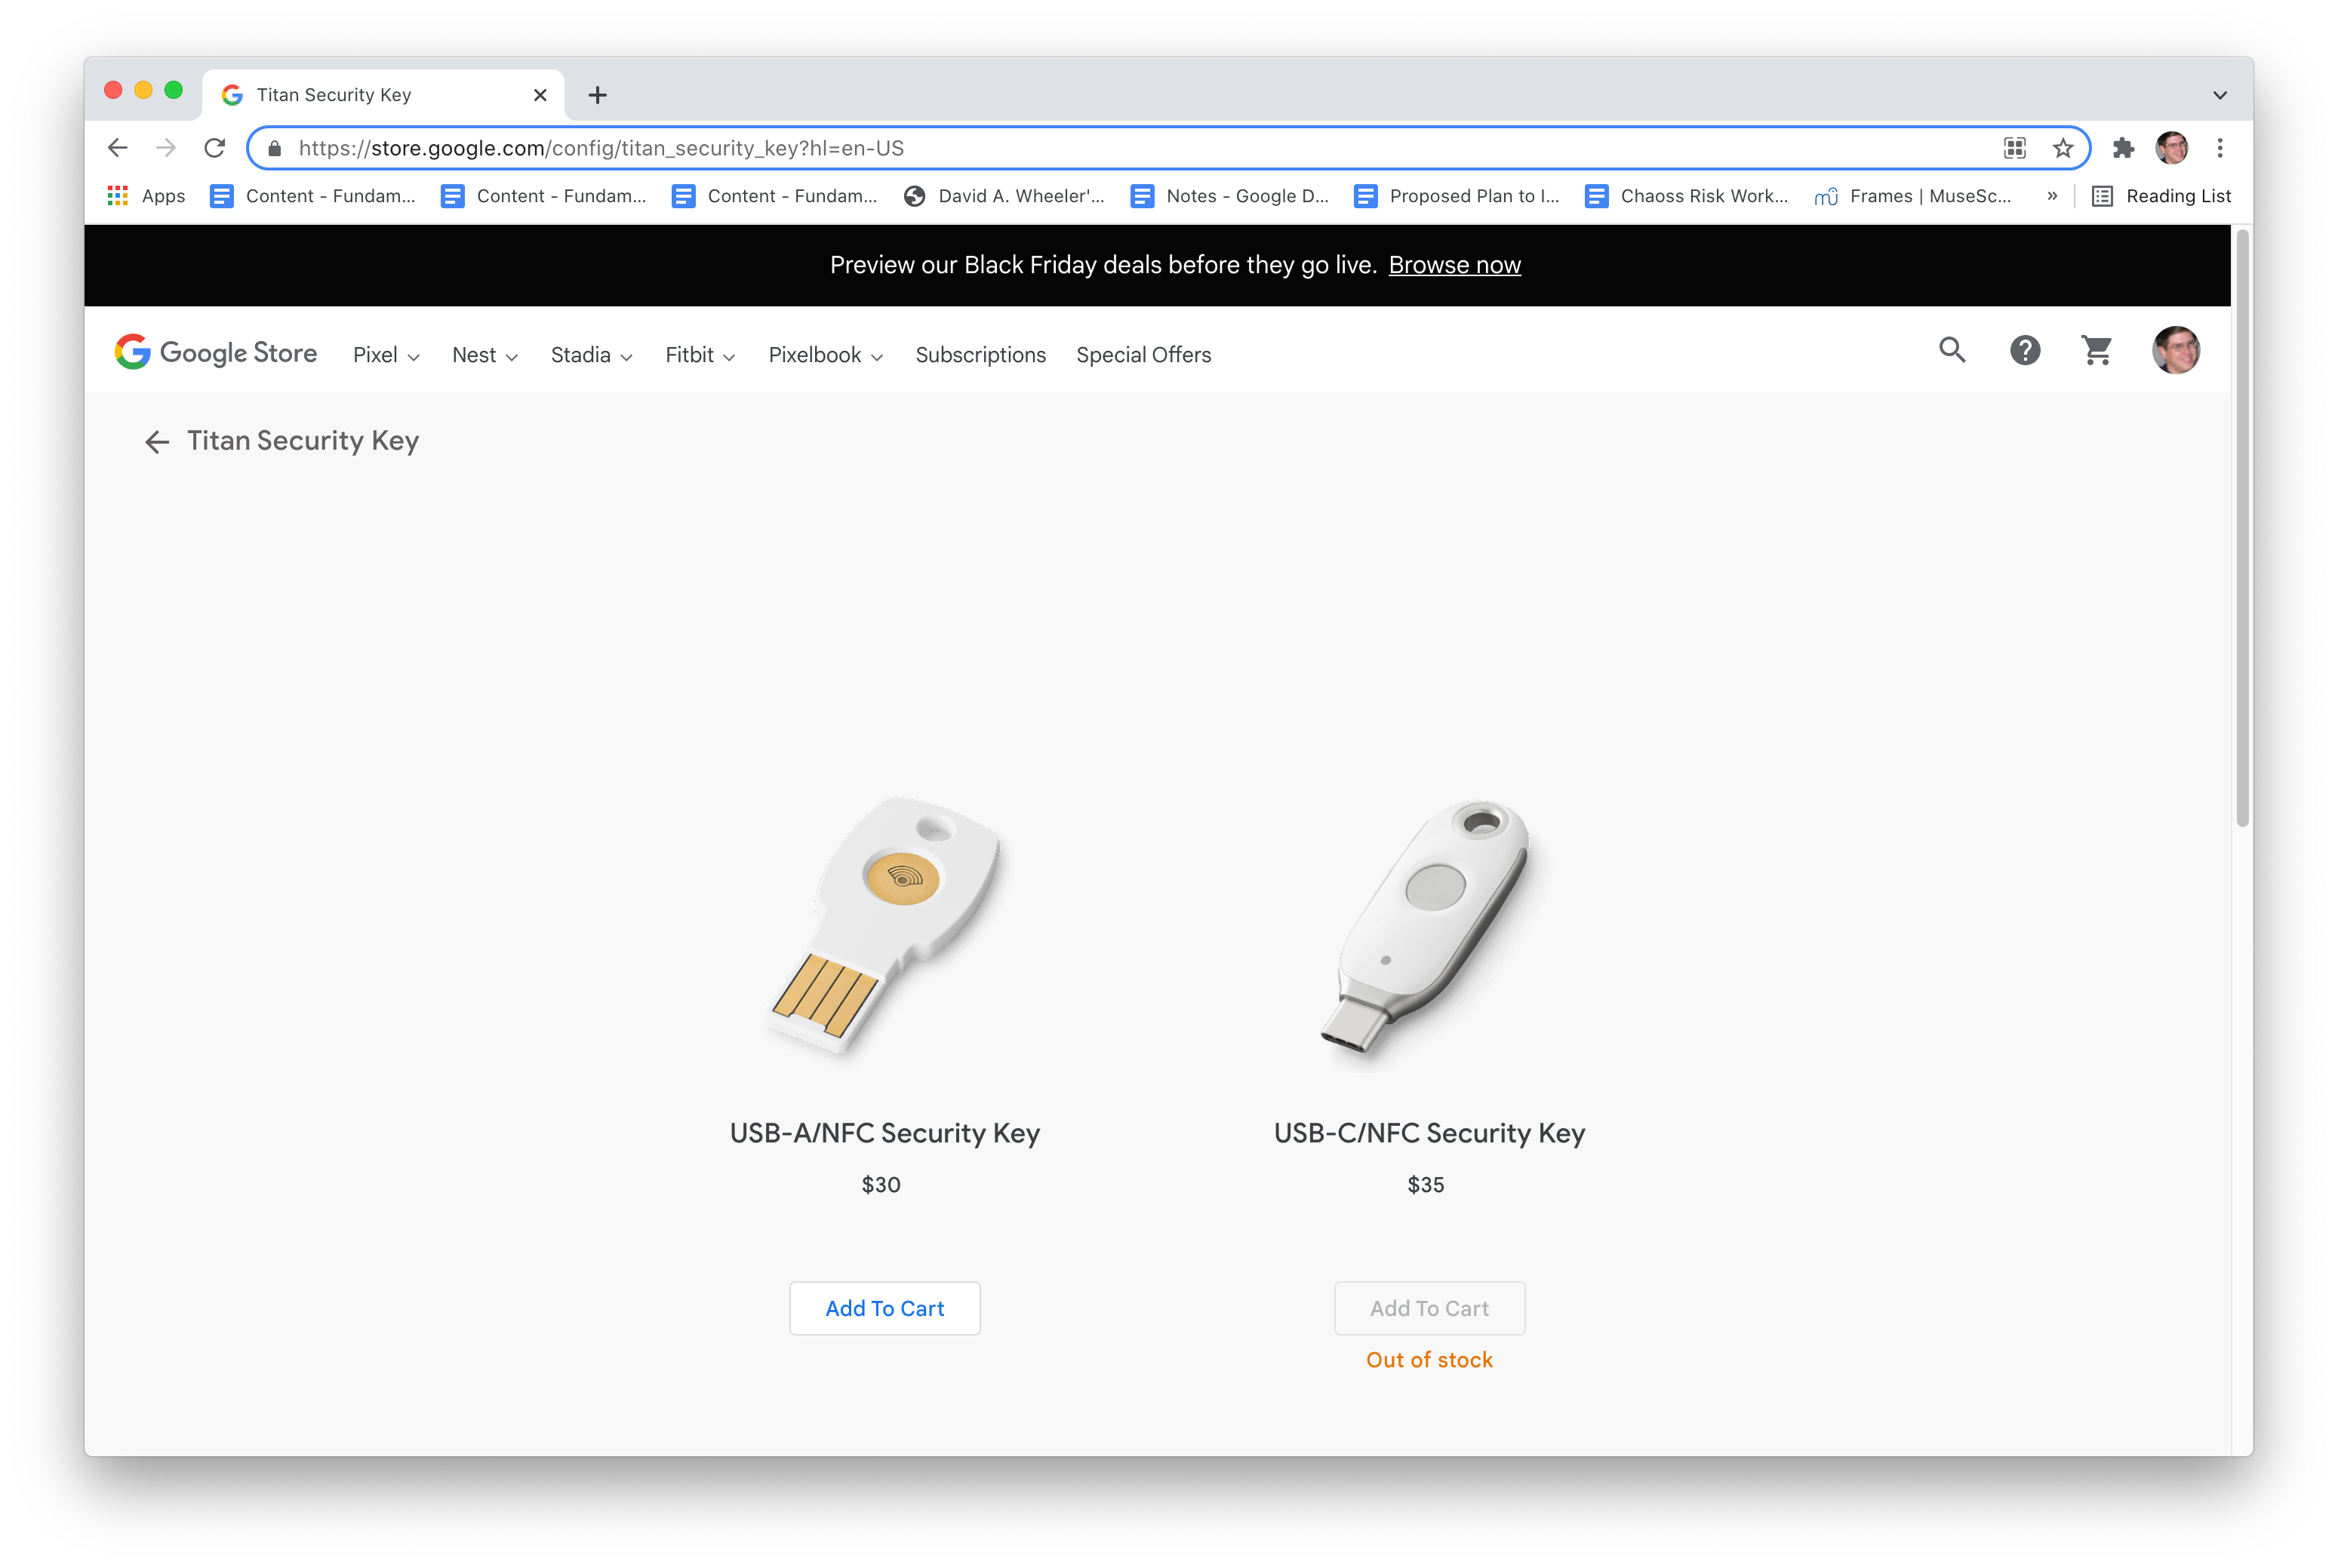 Titan Security Key
https://store.google.com/config/titan_security_key?hl=en-US
Apps Content - Fundam... Content - Fundam... Content - Fundam... David A. Wheeler'... Notes - Google D... Proposed Plan to I... Chaoss Risk Work... Frames | MuseSc... » Reading List
Preview our Black Friday deals before they go live. Browse now
Google Store Pixel Nest Stadia Fitbit Pixelbook Subscriptions Special Offers
Titan Security Key
USB-A/NFC Security Key USB-C/NFC Security Key
$30 $35
Add To Cart Add To Cart
Out of stock